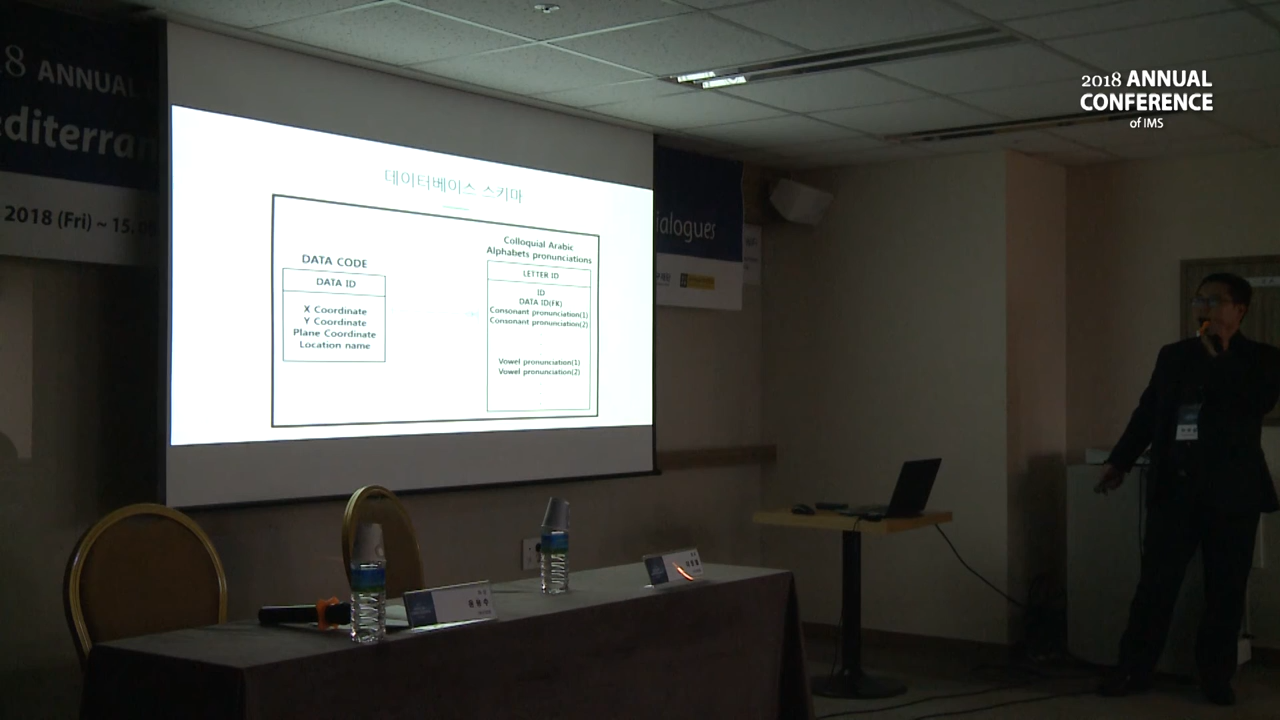 2018 ANNUAL
CONFERENCE
of IMS
8 ANNUAL
editerran
2018 (Fri) ~ 15.
ialogues
데이터베이스 스키마
DATA CODE
DATA ID
X Coordinate
Y Coordinate
Plane Coordinate
Location name
Colloquial Arabic
Alphabets pronunciations
LETTER ID
ID
DATA ID(FK)
Consonant pronunciation(1)
Consonant pronunciation(2)
Vowel pronunciation(1)
Vowel pronunciation(2)